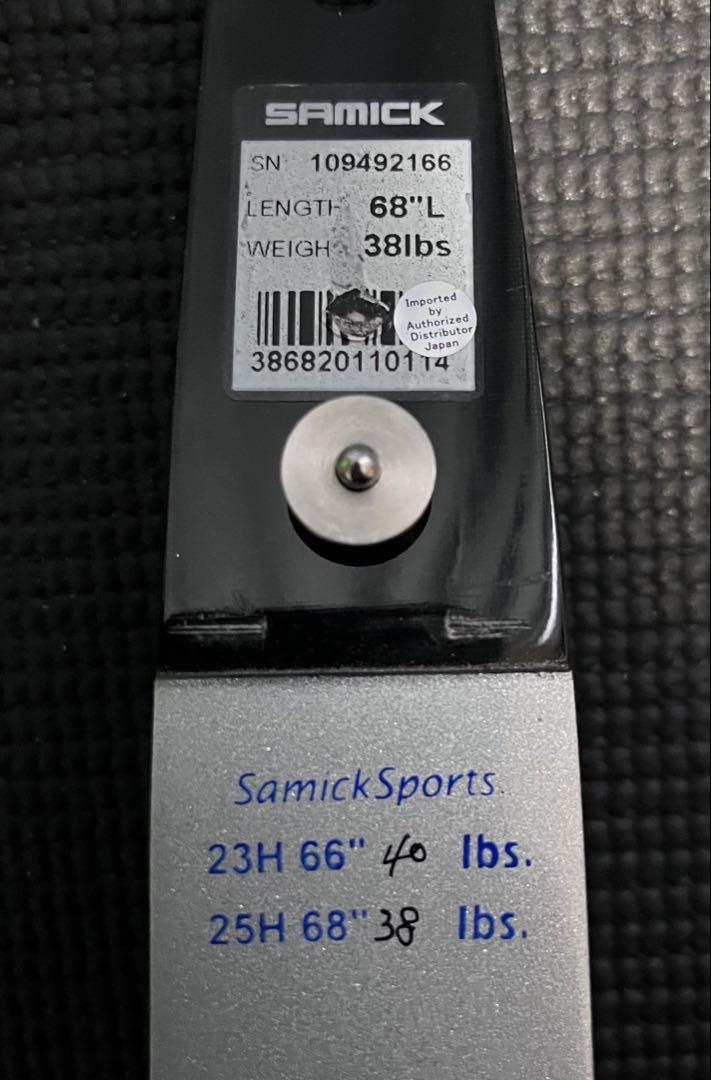 SAMICK
SN 109492166
LENGTH 68"L
WEIGH 38lbs
Imported
by
Authorized
Distributor
Japan
386820110114
SamickSports.
23H 66" 40 lbs.
25H 68" 38 lbs.